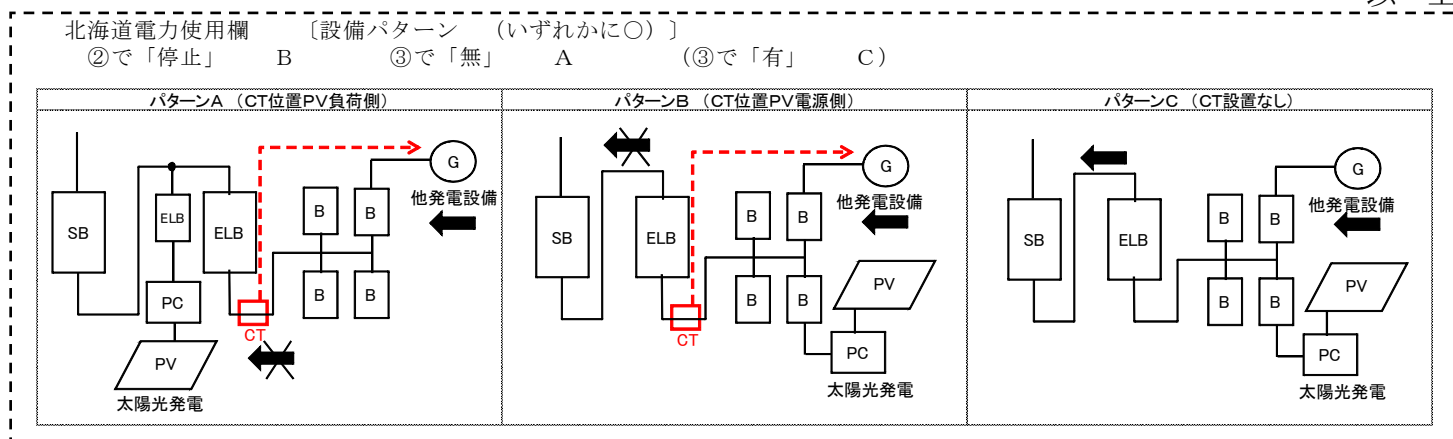 以 上
北海道電力使用欄　〔設備パターン　（いずれかに○）〕
②で「停止」　B　③で「無」　A　（③で「有」　C）
パターンA （CT位置PV負荷側）
SB
ELB
ELB
B
B
B
B
G
他発電設備
PC
CT
PV
太陽光発電
パターンB （CT位置PV電源側）
SB
ELB
B
B
B
B
G
他発電設備
CT
PV
PC
太陽光発電
パターンC （CT設置なし）
SB
ELB
B
B
B
B
G
他発電設備
PV
PC
太陽光発電